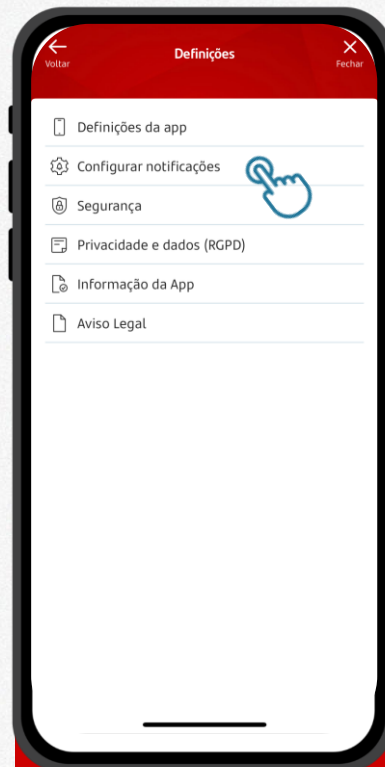 Definições
Voltar
Fechar
Definições da app
Configurar notificações
Segurança
Privacidade e dados (RGPD)
Informação da App
Aviso Legal